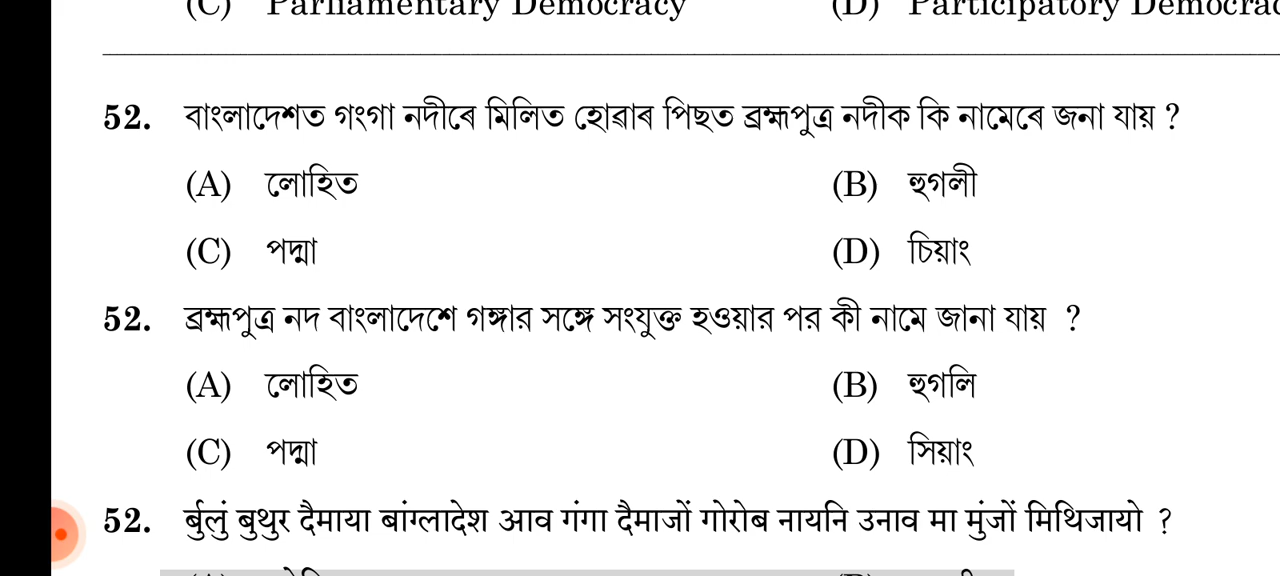 (C) Parliamentary Democracy (D) Participatory
52. বাংলাদেশত গংগা নদীৰে মিলিত হোৱাৰ পিছত ব্ৰহ্মপুত্ৰ নদীক কি নামেৰে জনা যায় ?
(A) লোহিত (B) হুগলী
(C) পদ্মা (D) চিয়াং
52. ব্রহ্মপুত্র নদ বাংলাদেশে গঙ্গার সঙ্গে সংযুক্ত হওয়ার পর কী নামে জানা যায় ?
(A) লোহিত (B) হুগলি
(C) পদ্মা (D) সিয়াং
52. र्बुलुं बुथुर दैमाया बांग्लादेश आव गंगा दैमाजों गोरोब नायनि उनाव मा मुंजों मिथिजायो ?